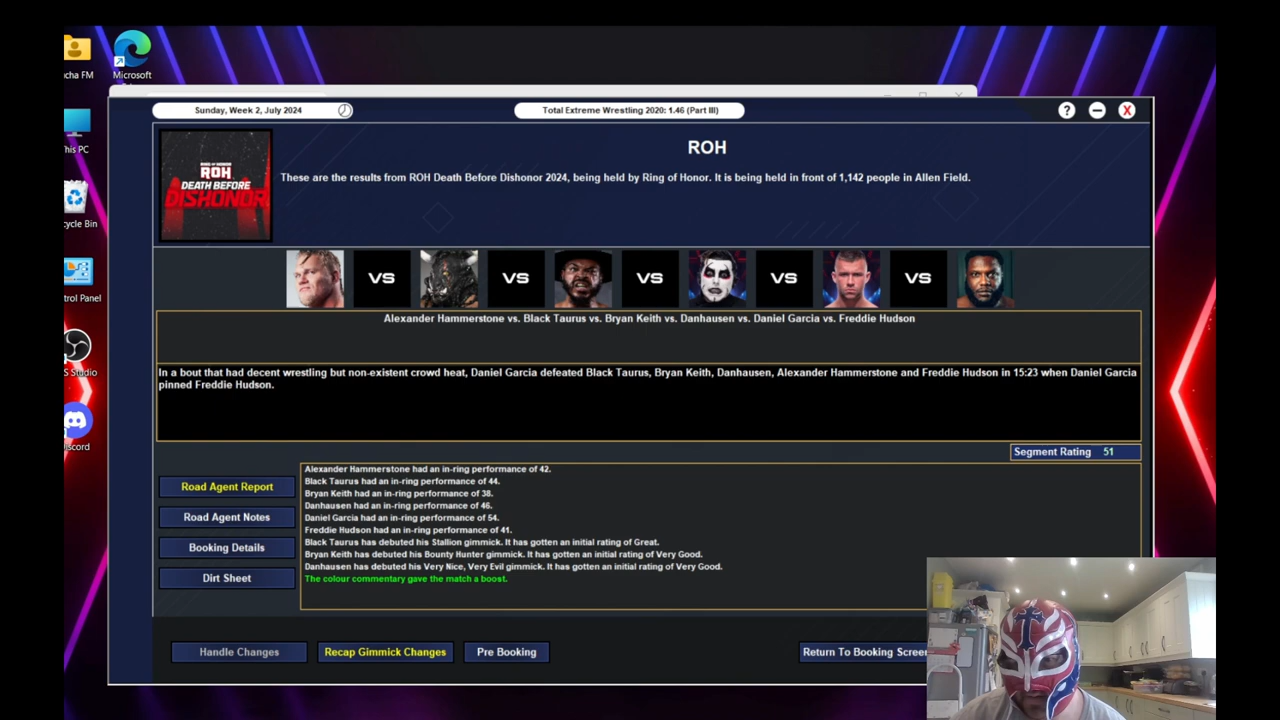 cha FM
Microsoft
his PC
cycle Bin
trol Panel
S Studio
iscord
Sunday, Week 2, July 2024
Total Extreme Wrestling 2020: 1.46 (Part III)
?
X
RING OF HONOR
ROH
DEATH BEFORE
DISHONOR
ROH
These are the results from ROH Death Before Dishonor 2024, being held by Ring of Honor. It is being held in front of 1,142 people in Allen Field.
VS
VS
VS
VS
VS
Alexander Hammerstone vs. Black Taurus vs. Bryan Keith vs. Danhausen vs. Daniel Garcia vs. Freddie Hudson
In a bout that had decent wrestling but non-existent crowd heat, Daniel Garcia defeated Black Taurus, Bryan Keith, Danhausen, Alexander Hammerstone and Freddie Hudson in 15:23 when Daniel Garcia
pinned Freddie Hudson.
Segment Rating 51
Road Agent Report
Road Agent Notes
Booking Details
Dirt Sheet
Alexander Hammerstone had an in-ring performance of 42.
Black Taurus had an in-ring performance of 44.
Bryan Keith had an in-ring performance of 38.
Danhausen had an in-ring performance of 46.
Daniel Garcia had an in-ring performance of 54.
Freddie Hudson had an in-ring performance of 41.
Black Taurus has debuted his Stallion gimmick. It has gotten an initial rating of Great.
Bryan Keith has debuted his Bounty Hunter gimmick. It has gotten an initial rating of Very Good.
Danhausen has debuted his Very Nice, Very Evil gimmick. It has gotten an initial rating of Very Good.
The colour commentary gave the match a boost.
Handle Changes
Recap Gimmick Changes
Pre Booking
Return To Booking Scree